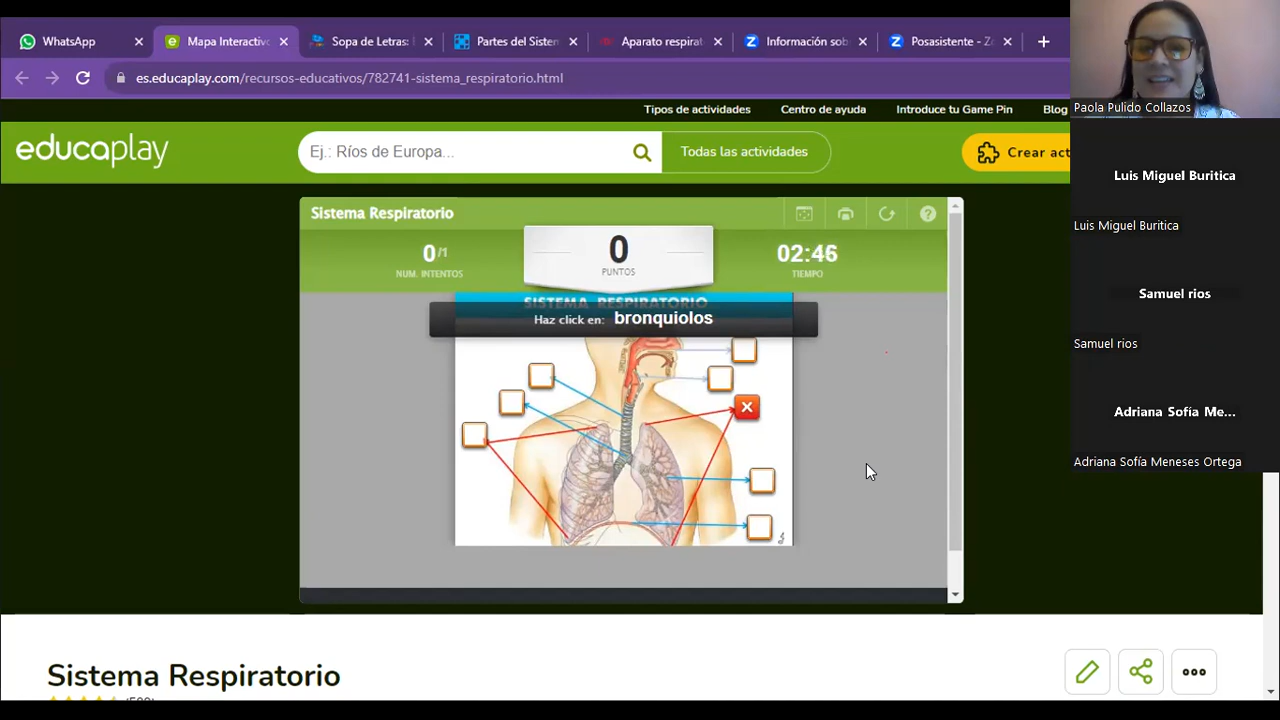 WhatsApp
Mapa Interactiv
Sopa de Letras:
Partes del Sister
Aparato respirat
Información sob
Posasistente - Z
es.educaplay.com/recursos-educativos/782741-sistema_respiratorio.html
Tipos de actividades Centro de ayuda Introduce tu Game Pin Blog
educaplay
Ej.: Ríos de Europa...
Todas las actividades
Crear act
Sistema Respiratorio
0/1
NUM. INTENTOS
0
PUNTOS
02:46
TIEMPO
SISTEMA RESPIRATORIO
Haz click en: bronquiolos
Sistema Respiratorio
Paola Pulido Collazos
Luis Miguel Buritica
Luis Miguel Buritica
Samuel rios
Samuel rios
Adriana Sofía Me...
Adriana Sofía Meneses Ortega